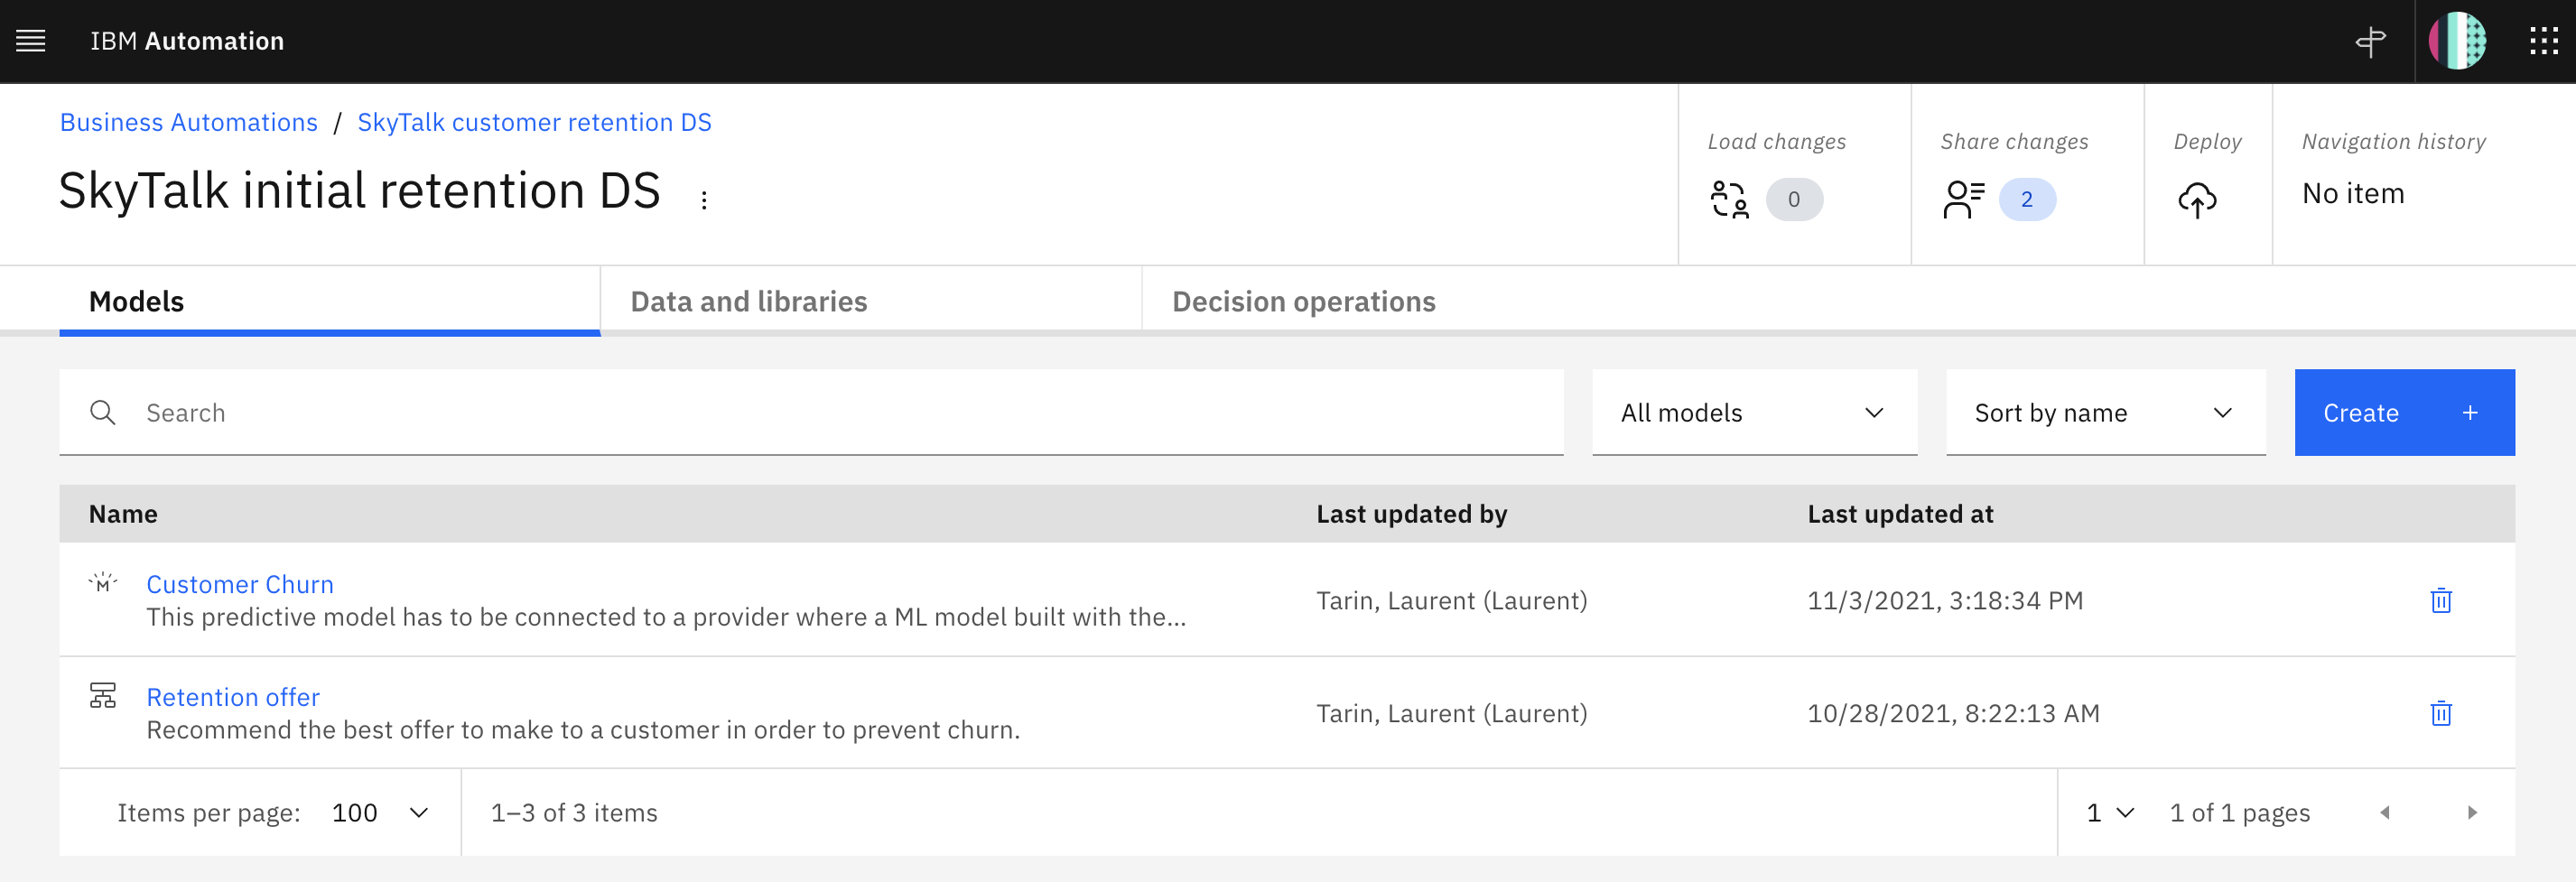 IBM Automation
Business Automations / SkyTalk customer retention DS
SkyTalk initial retention DS
Load changes
0
Share changes
2
Deploy
Navigation history
No item
Models
Data and libraries
Decision operations
Search
All models
Sort by name
Create +
Name
Last updated by
Last updated at
Customer Churn
This predictive model has to be connected to a provider where a ML model built with the...
Tarin, Laurent (Laurent)
11/3/2021, 3:18:34 PM
Retention offer
Recommend the best offer to make to a customer in order to prevent churn.
Tarin, Laurent (Laurent)
10/28/2021, 8:22:13 AM
Items per page: 100
1–3 of 3 items
1
1 of 1 pages